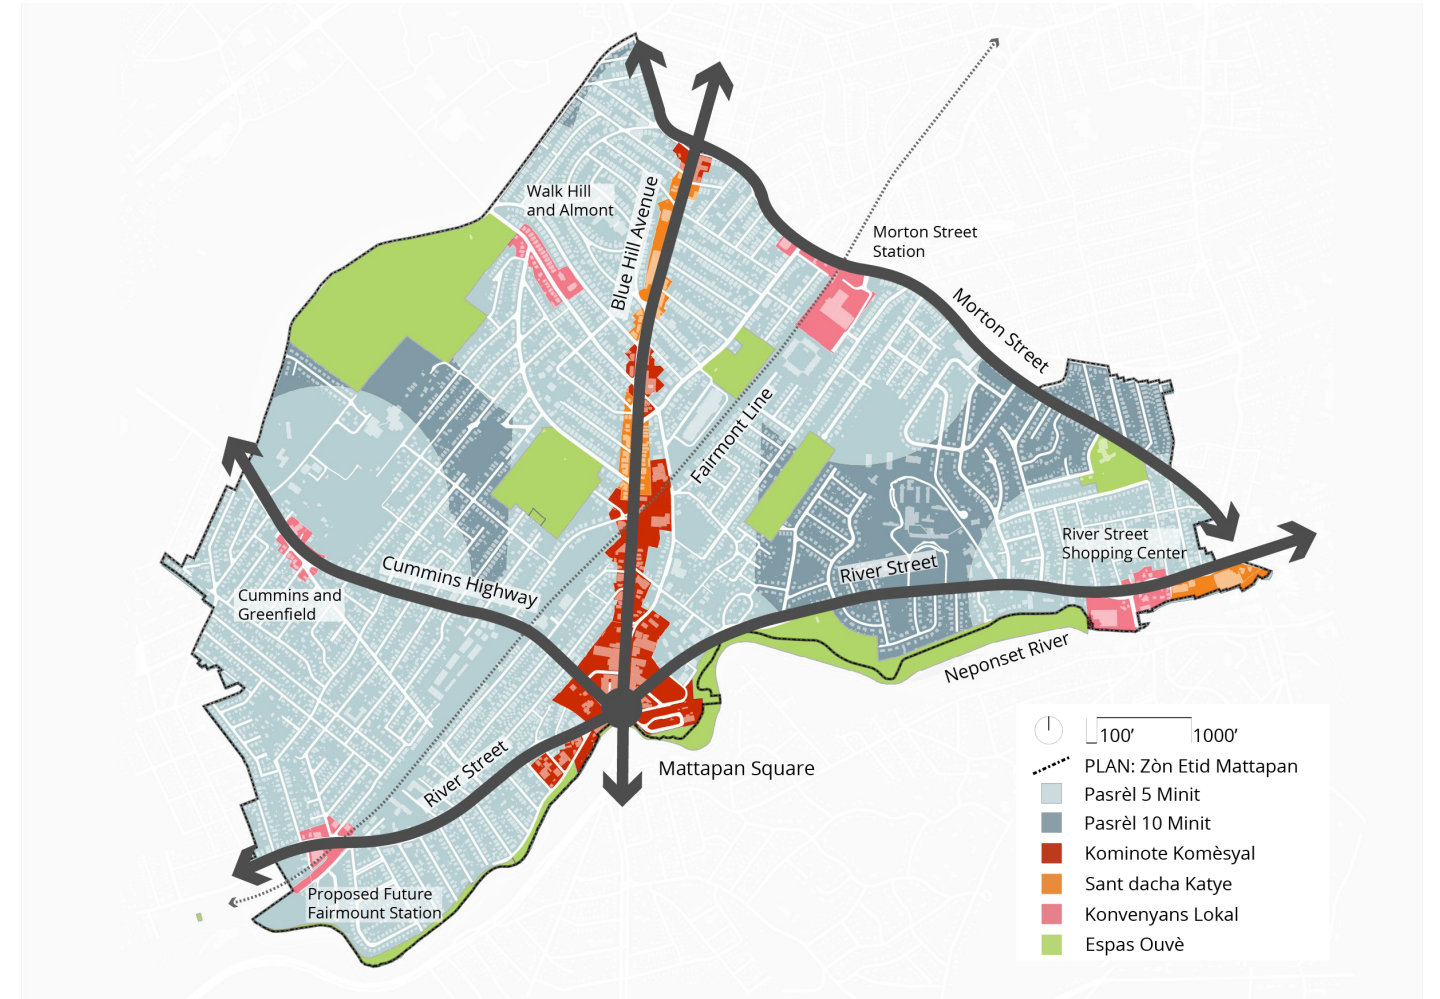 Walk Hill
and Almont
Blue Hill Avenue
Morton Street
Station
Morton Street
Fairmont Line
River Street
Shopping Center
River Street
Cummins Highway
Cummins and
Greenfield
Neponset River
River Street
Mattapan Square
Proposed Future
Fairmount Station
100’
1000’
PLAN: Zòn Etid Mattapan
Pasrèl 5 Minit
Pasrèl 10 Minit
Kominote Komèsyal
Sant dacha Katye
Konvenyans Lokal
Espas Ouvè